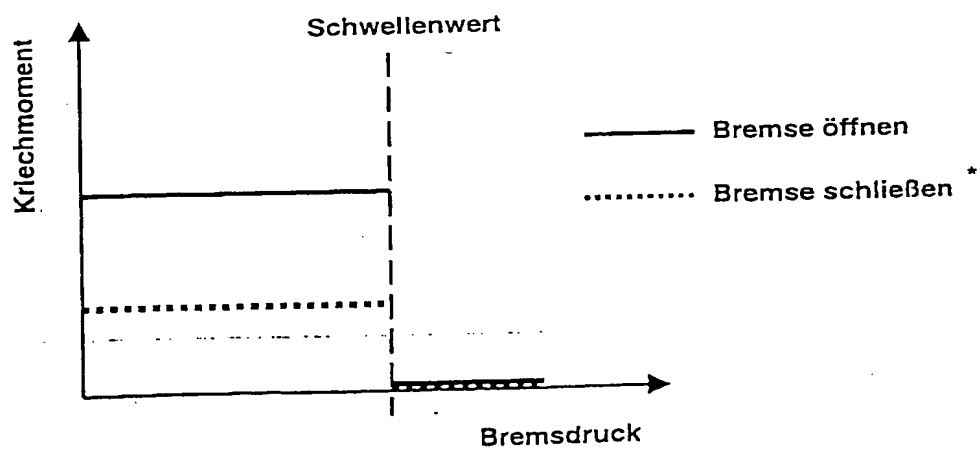 Schwellenwert
Kriechmoment
Bremse öffnen
Bremse schließen *
Bremsdruck